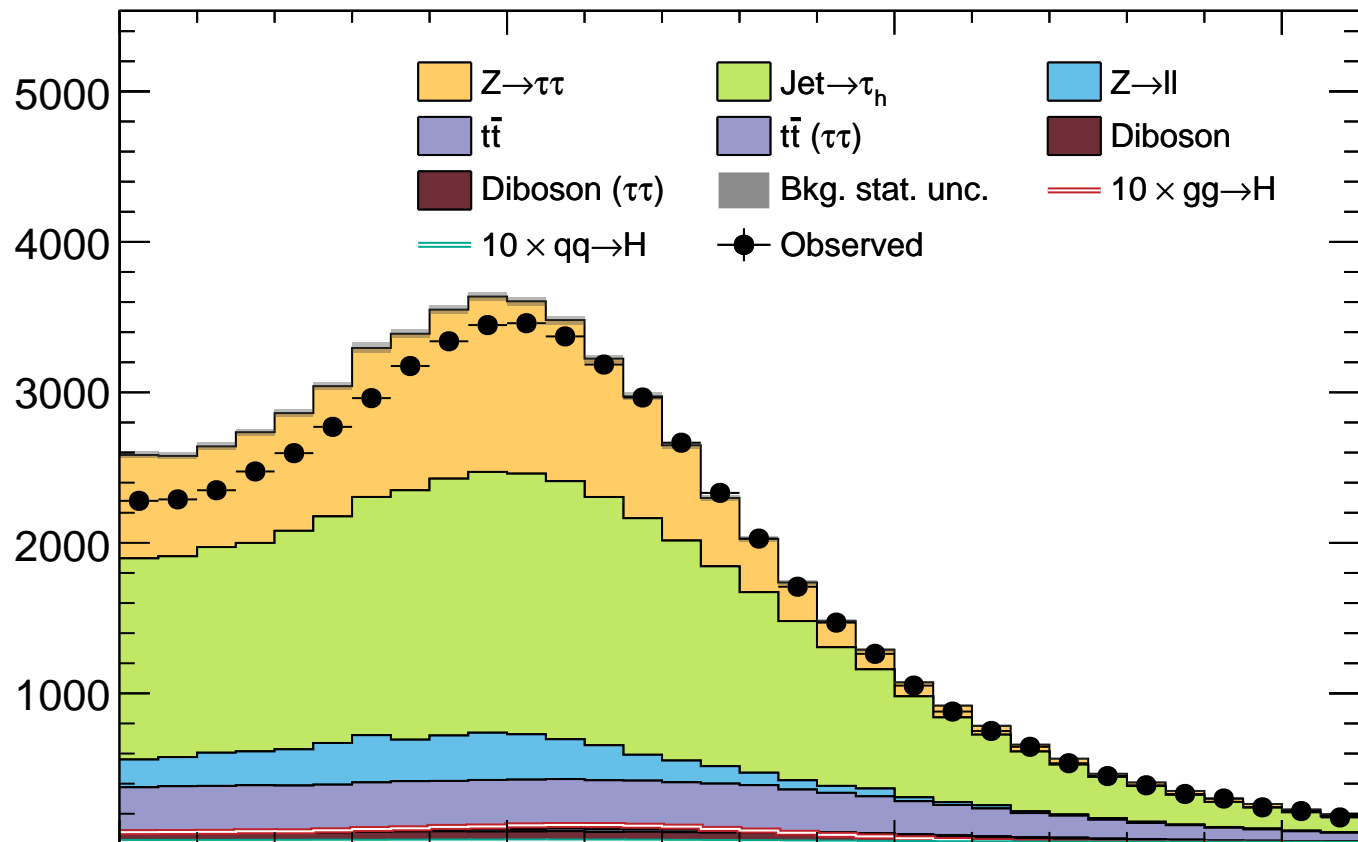 5000
4000
3000
2000
1000
Z→ττ Jet→τₕ Z→ll
tt̄ tt̄ (ττ) Diboson
Diboson (ττ) Bkg. stat. unc. 10 × gg→H
10 × qq→H Observed